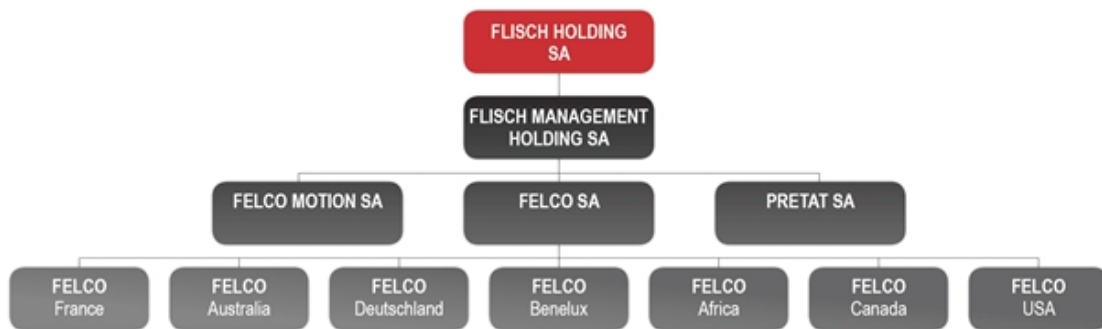 FLISCH HOLDING
SA
FLISCH MANAGEMENT
HOLDING SA
FELCO MOTION SA
FELCO SA
PRETAT SA
FELCO
France
FELCO
Australia
FELCO
Deutschland
FELCO
Benelux
FELCO
Africa
FELCO
Canada
FELCO
USA